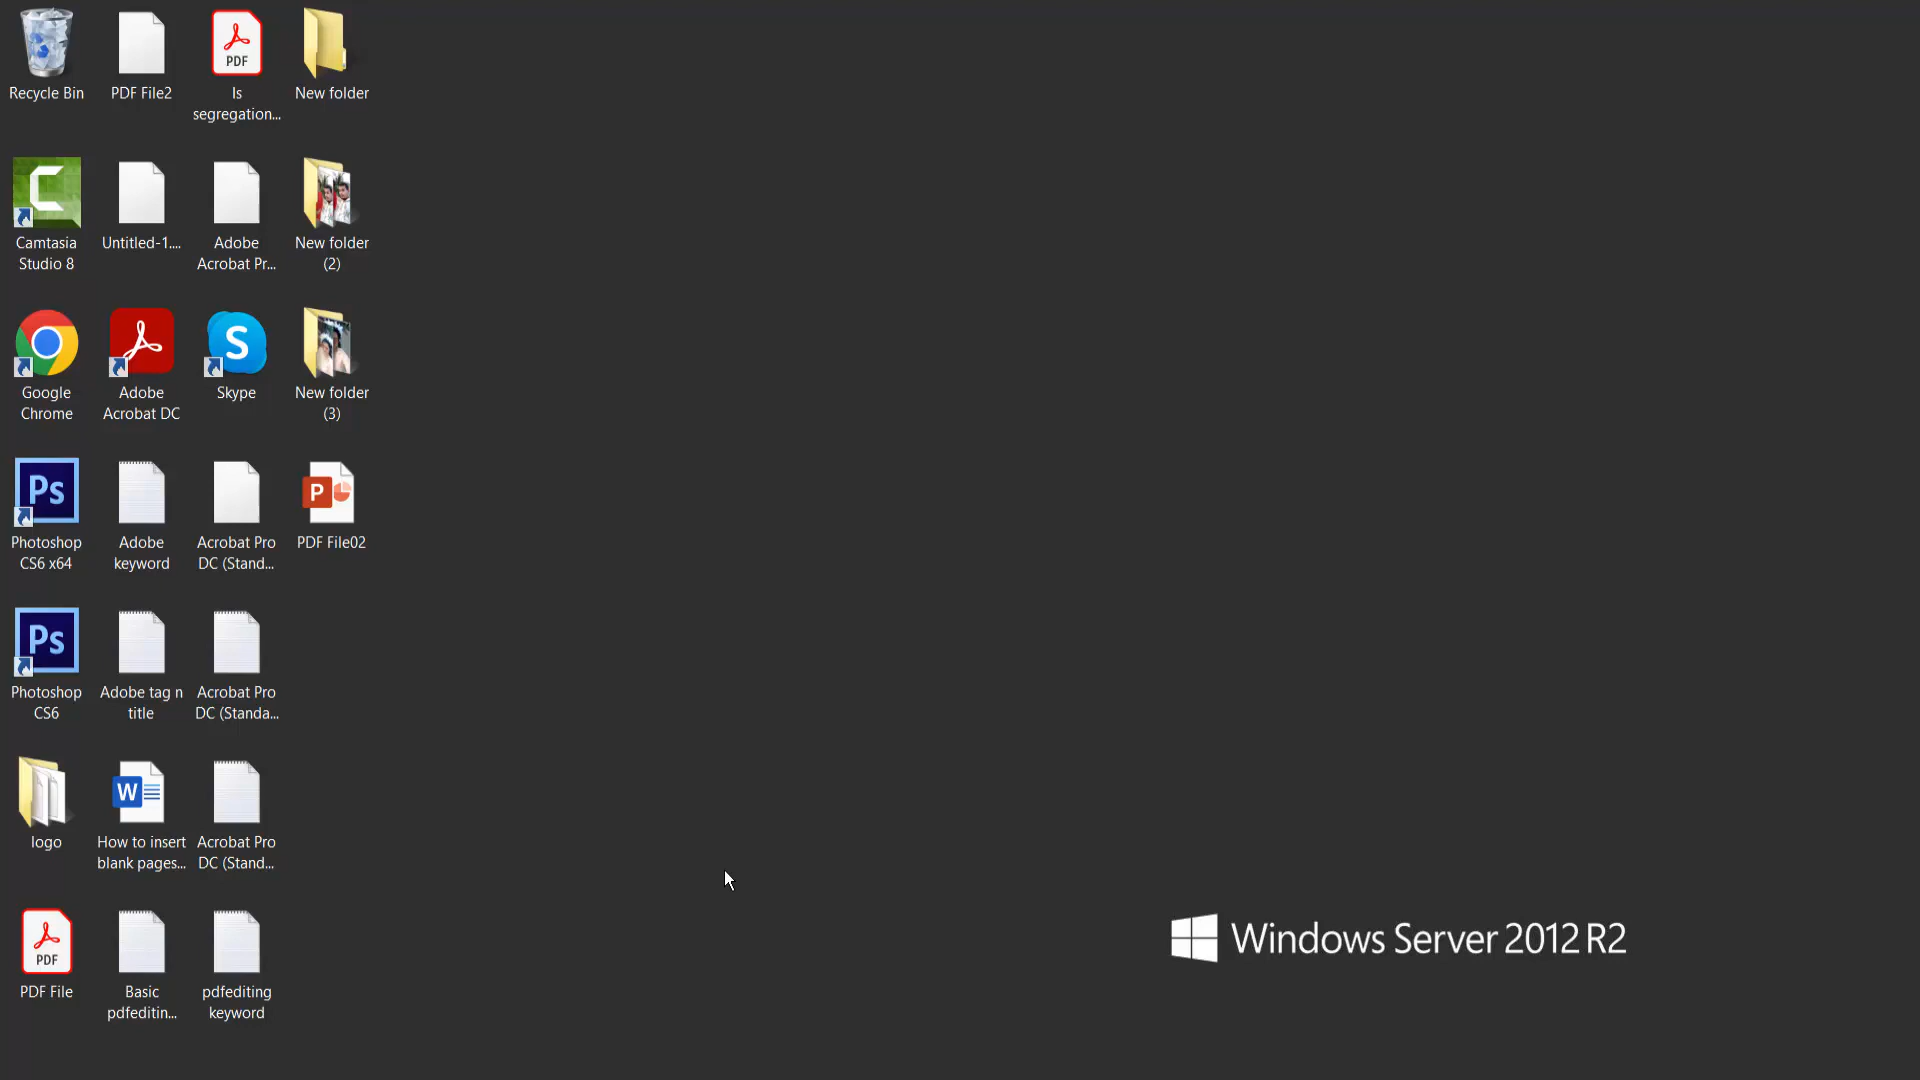 Recycle Bin
PDF File2
PDF
Is
segregation...
New folder
Camtasia
Studio 8
Untitled-1....
Adobe
Acrobat Pr...
New folder
(2)
Google
Chrome
Adobe
Acrobat DC
S
Skype
New folder
(3)
Ps
Photoshop
CS6 x64
Adobe
keyword
Acrobat Pro
DC (Stand...
P
PDF File02
Ps
Photoshop
CS6
Adobe tag n
title
Acrobat Pro
DC (Standa...
logo
W
How to insert
blank pages...
Acrobat Pro
DC (Stand...
PDF
PDF File
Basic
pdfeditin...
pdfediting
keyword
Windows Server 2012 R2